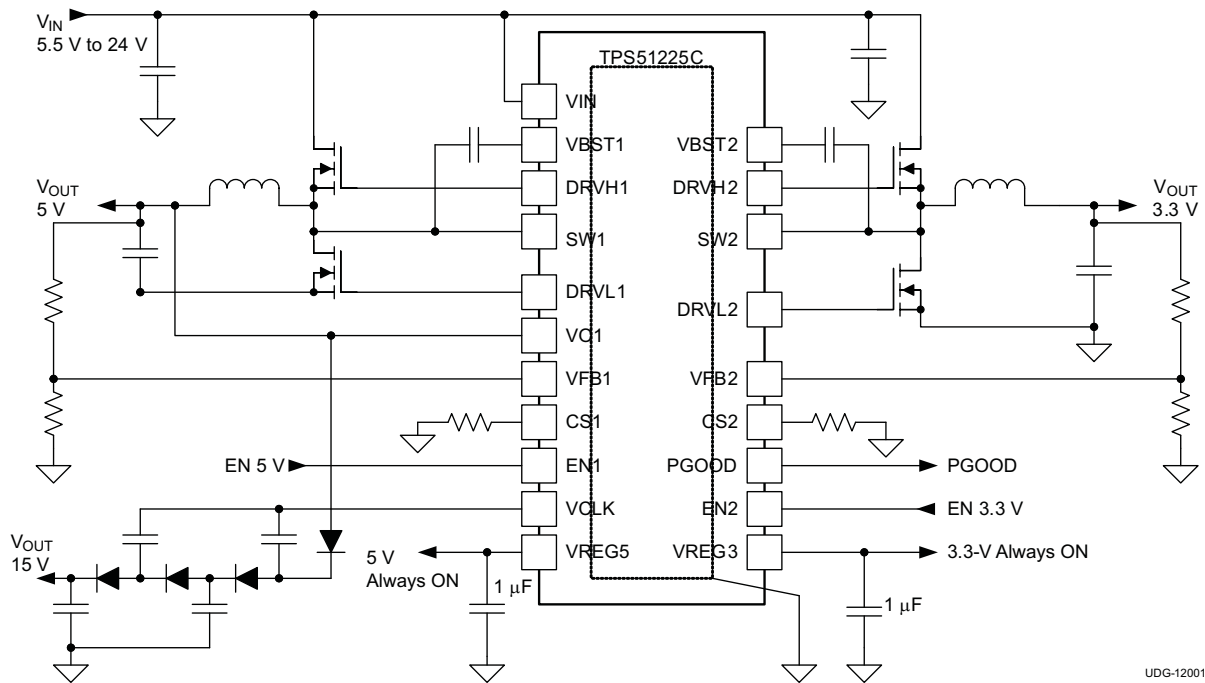 VIN
5.5 V to 24 V
TPS51225C
VIN
VBST1
VBST2
DRVH1
DRVH2
VOUT
5 V
VOUT
3.3 V
SW1
SW2
DRVL1
DRVL2
VO1
VFB1
VFB2
CS1
CS2
EN 5 V
EN1
PGOOD
PGOOD
VCLK
EN2
EN 3.3 V
VOUT
15 V
5 V
Always ON
VREG5
VREG3
3.3-V Always ON
1 μF
1 μF
UDG-12001